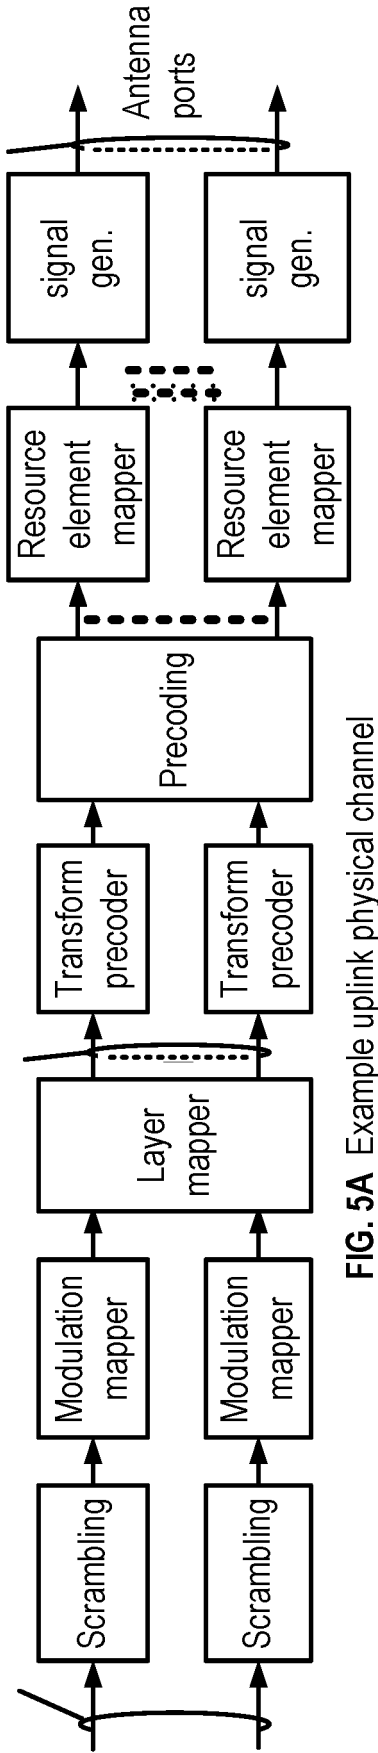 Scrambling
Modulation
mapper
Layer
mapper
Transform
precoder
Precoding
Resource
element
mapper
signal
gen.
Antenna
ports
Scrambling
Modulation
mapper
Transform
precoder
Resource
element
mapper
signal
gen.
FIG. 5A Example uplink physical channel